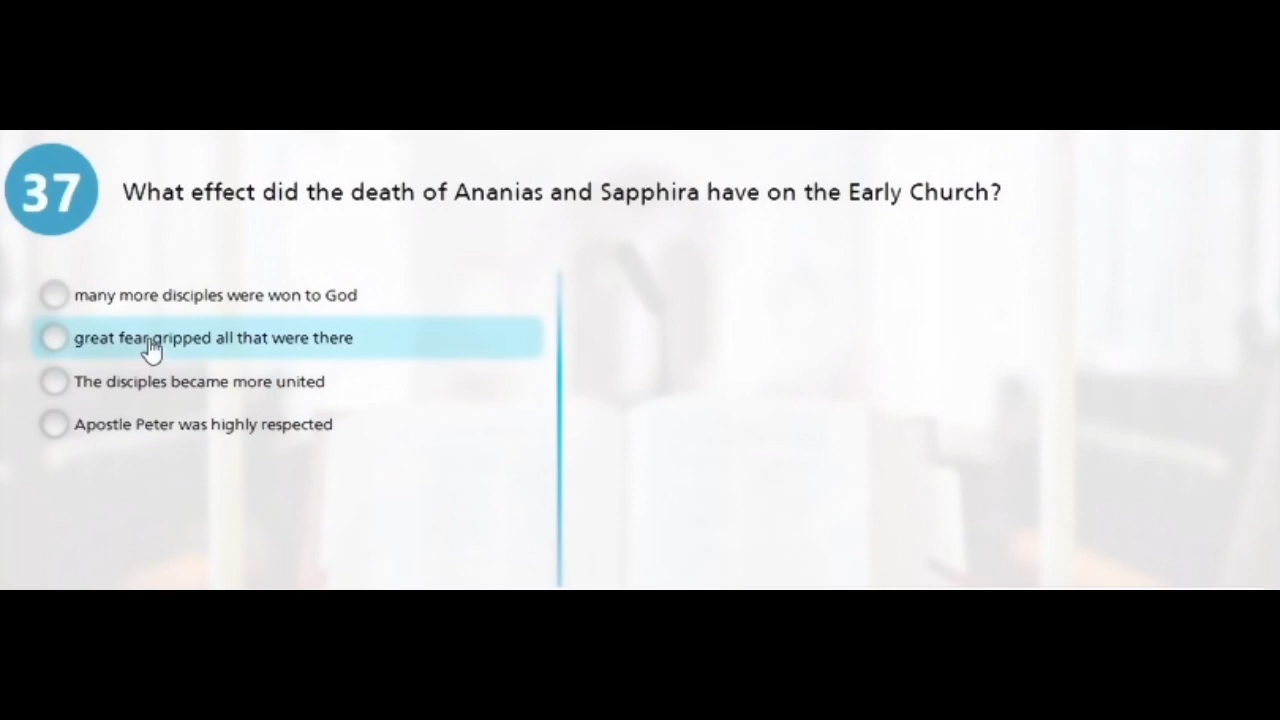 37
What effect did the death of Ananias and Sapphira have on the Early Church?
many more disciples were won to God
great fear gripped all that were there
The disciples became more united
Apostle Peter was highly respected